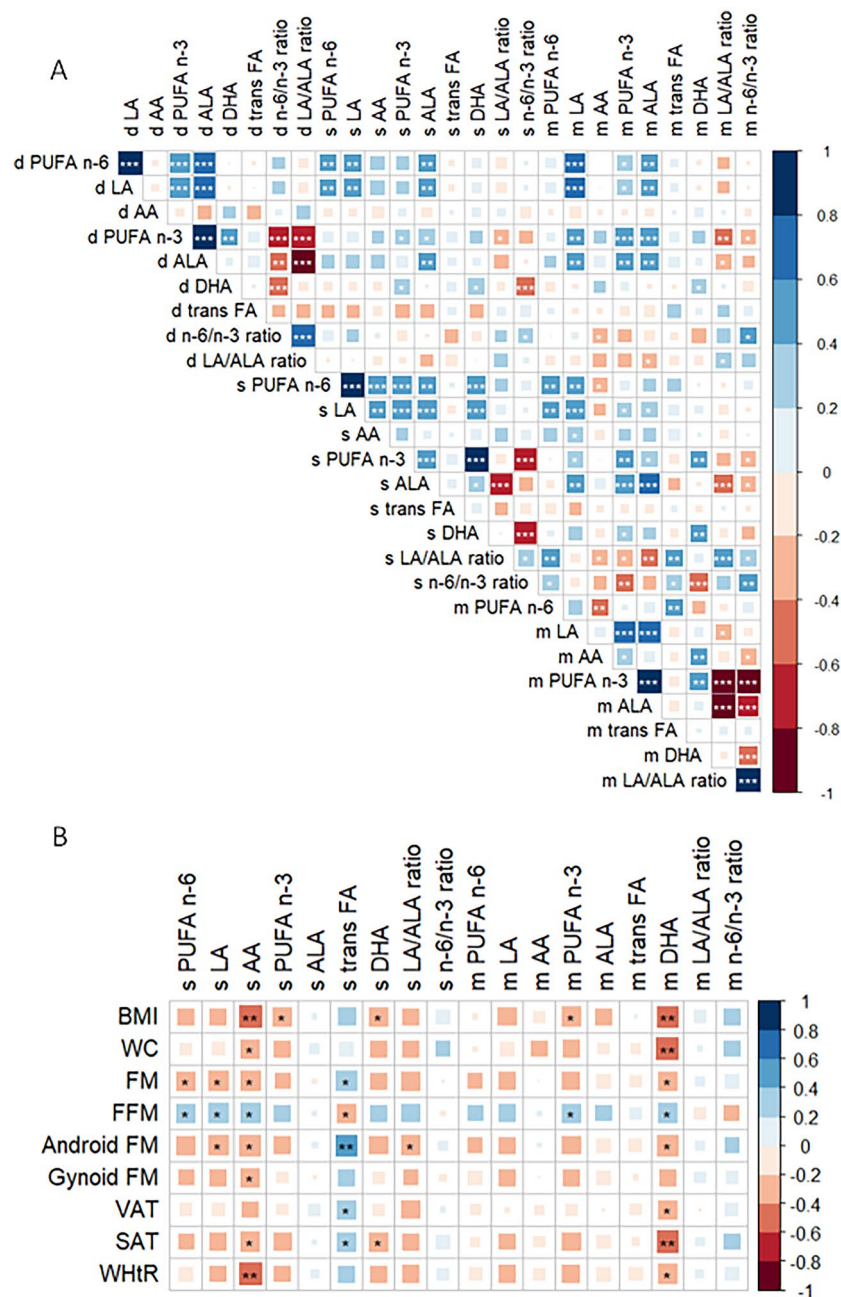 A
d LA
d AA
d PUFA n-3
d ALA
d DHA
d trans FA
d n-6/n-3 ratio
d LA/ALA ratio
s PUFA n-6
s LA
s AA
s PUFA n-3
s ALA
s trans FA
s DHA
s LA/ALA ratio
s n-6/n-3 ratio
m PUFA n-6
m LA
m AA
m PUFA n-3
m ALA
m trans FA
m DHA
m LA/ALA ratio
m n-6/n-3 ratio
d PUFA n-6
d LA
d AA
d PUFA n-3
d ALA
d DHA
d trans FA
d n-6/n-3 ratio
d LA/ALA ratio
s PUFA n-6
s LA
s AA
s PUFA n-3
s ALA
s trans FA
s DHA
s LA/ALA ratio
s n-6/n-3 ratio
m PUFA n-6
m LA
m AA
m PUFA n-3
m ALA
m trans FA
m DHA
m LA/ALA ratio
1
0.8
0.6
0.4
0.2
0
-0.2
-0.4
-0.6
-0.8
-1
B
s PUFA n-6
s LA
s AA
s PUFA n-3
s ALA
s trans FA
s DHA
s LA/ALA ratio
s n-6/n-3 ratio
m PUFA n-6
m LA
m AA
m PUFA n-3
m ALA
m trans FA
m DHA
m LA/ALA ratio
m n-6/n-3 ratio
BMI
WC
FM
FFM
Android FM
Gynoid FM
VAT
SAT
WHtR
1
0.8
0.6
0.4
0.2
0
-0.2
-0.4
-0.6
-0.8
-1